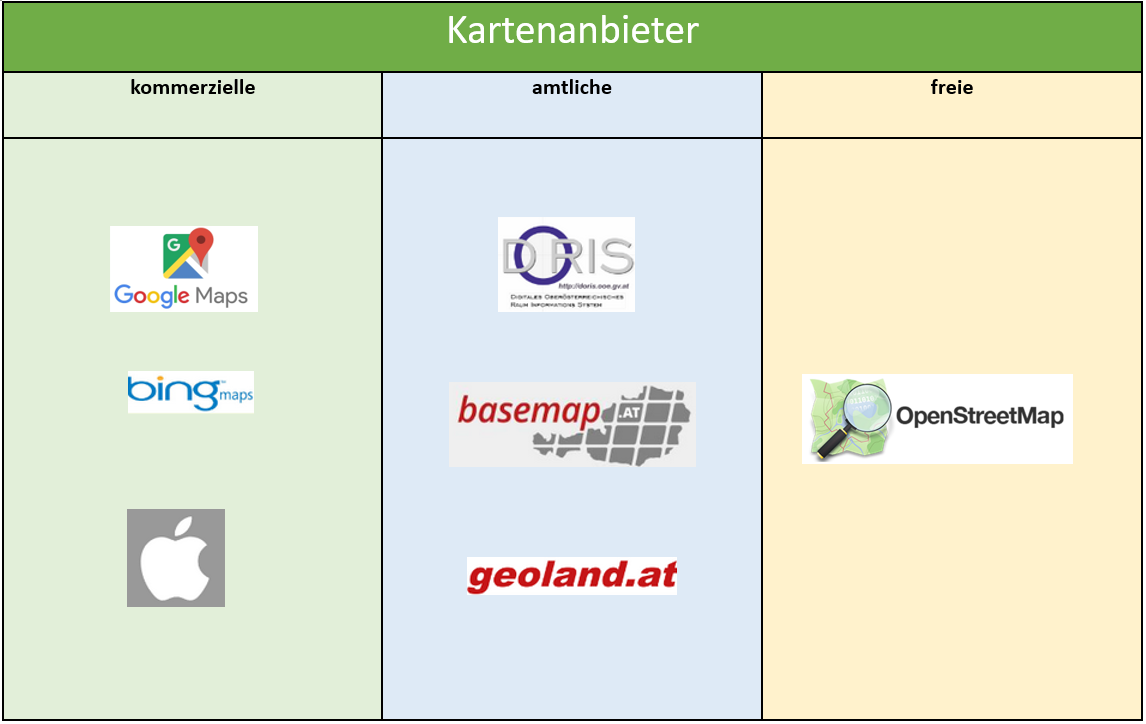 Kartenanbieter
kommerzielle
amtliche
freie
G
Google Maps
bing maps
DORIS
http://doris.ooe.gv.at
DIGITALES OBERÖSTERREICHISCHES
RAUM INFORMATIONS SYSTEM
basemap .AT
geoland.at
OpenStreetMap